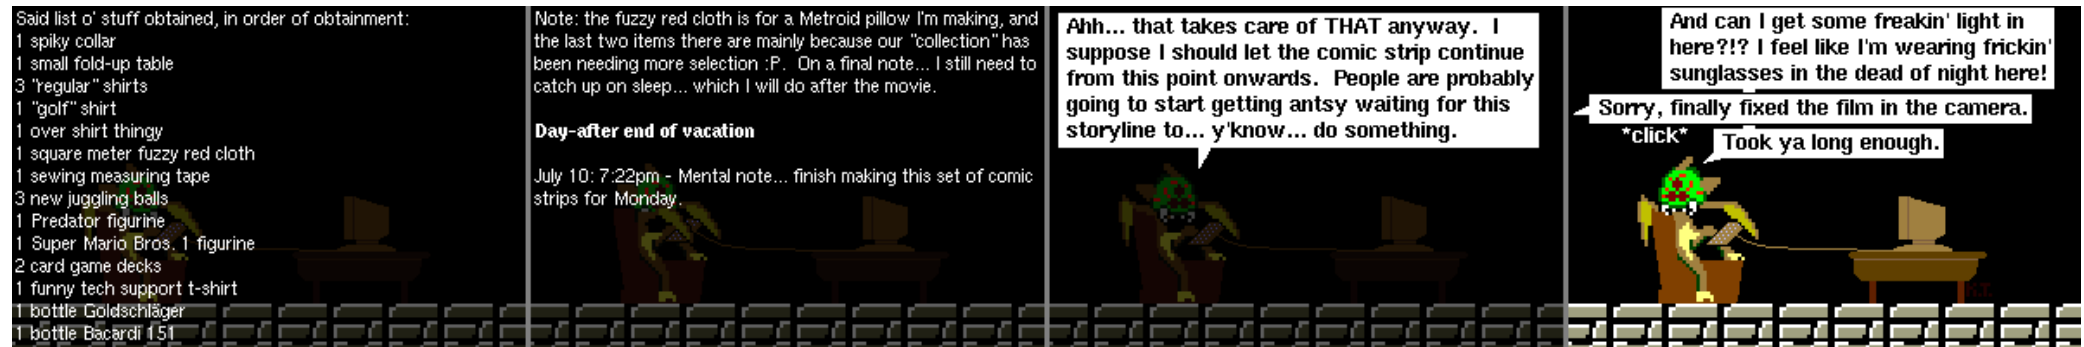 Said list o' stuff obtained, in order of obtainment:
1 spiky collar
1 small fold-up table
3 "regular" shirts
1 "golf" shirt
1 over shirt thingy
1 square meter fuzzy red cloth
1 sewing measuring tape
3 new juggling balls
1 Predator figurine
1 Super Mario Bros. 1 figurine
2 card game decks
1 funny tech support t-shirt
1 bottle Goldschläger
1 bottle Bacardi 151
Note: the fuzzy red cloth is for a Metroid pillow I'm making, and
the last two items there are mainly because our "collection" has
been needing more selection :P.  On a final note... I still need to
catch up on sleep... which I will do after the movie.
Day-after end of vacation
July 10: 7:22pm - Mental note... finish making this set of comic
strips for Monday.
Ahh... that takes care of THAT anyway.  I
suppose I should let the comic strip continue
from this point onwards.  People are probably
going to start getting antsy waiting for this
storyline to... y'know... do something.
And can I get some freakin' light in
here?!? I feel like I'm wearing frickin'
sunglasses in the dead of night here!
Sorry, finally fixed the film in the camera.
*click*
Took ya long enough.